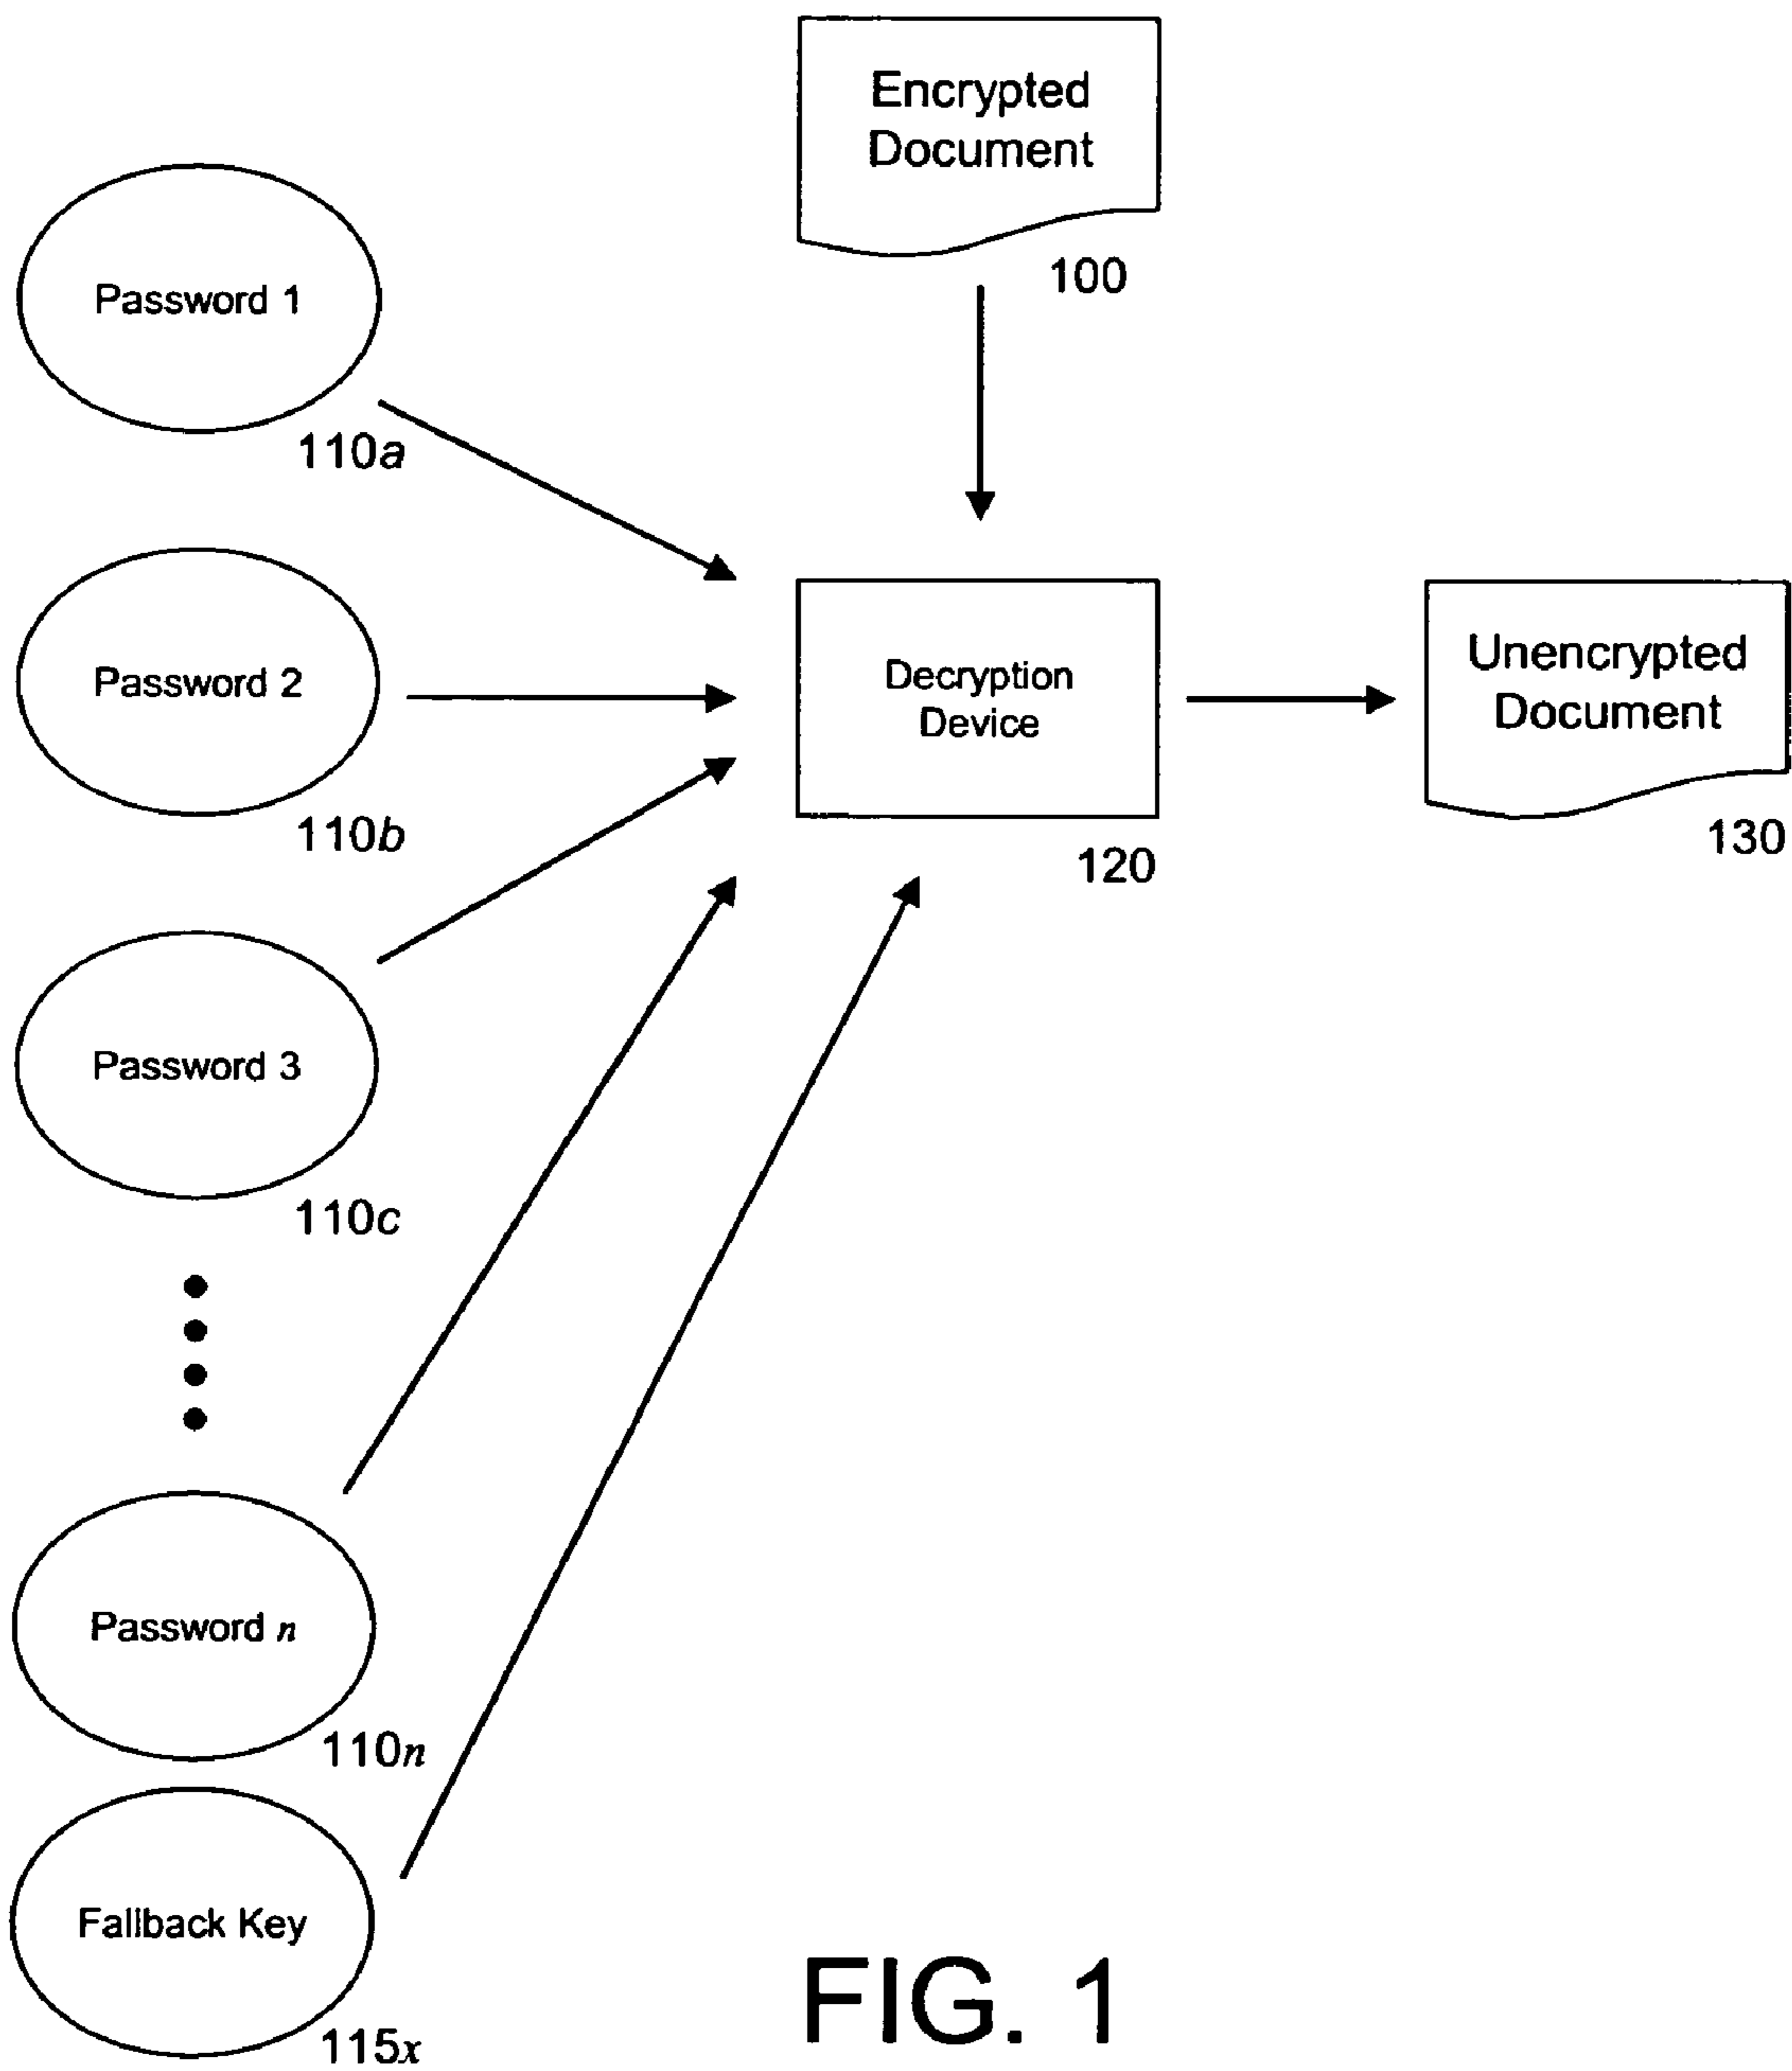 Encrypted
Document
100
Password 1
110a
Password 2
110b
Password 3
110c
Password n
110n
Fallback Key
115x
Decryption
Device
120
Unencrypted
Document
130
FIG. 1